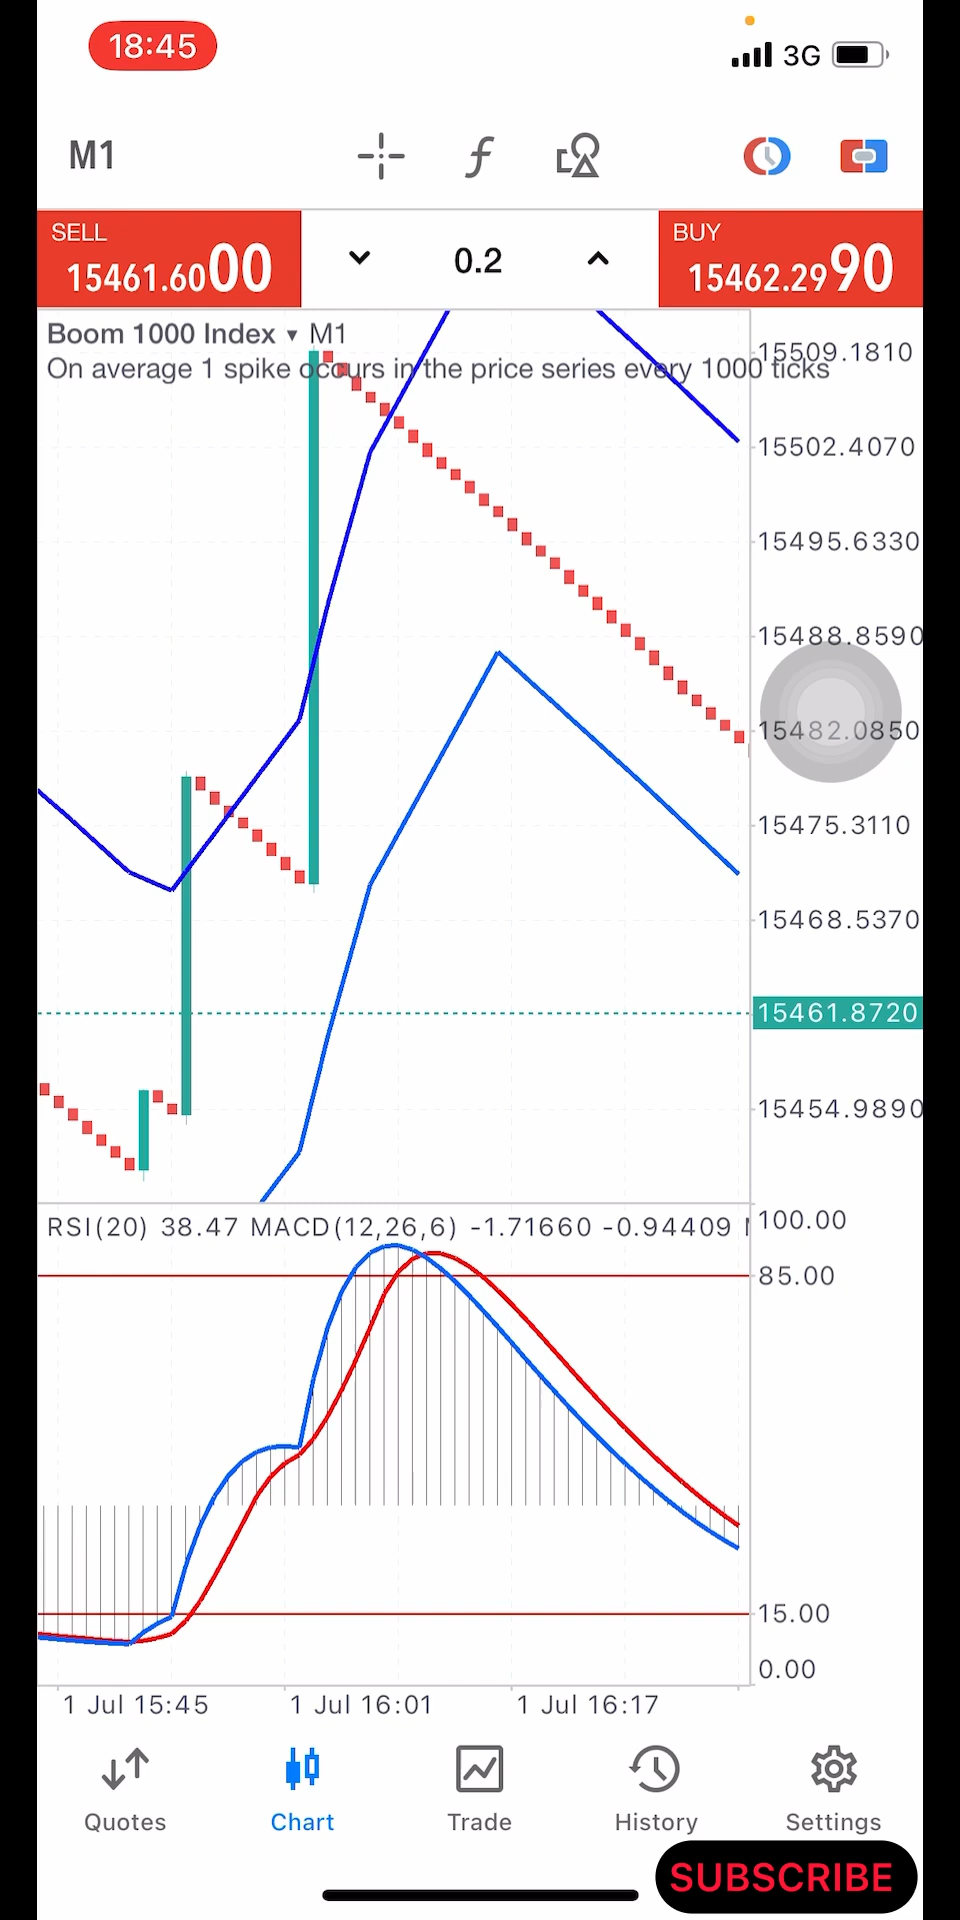 18:45
3G
M1
SELL
15461.6000
0.2
BUY
15462.2990
Boom 1000 Index ▾ M1
On average 1 spike occurs in the price series every 1000 ticks
15509.1810
15502.4070
15495.6330
15488.8590
15482.0850
15475.3110
15468.5370
15461.8720
15454.9890
RSI(20) 38.47 MACD(12,26,6) -1.71660 -0.94409
100.00
85.00
15.00
0.00
1 Jul 15:45
1 Jul 16:01
1 Jul 16:17
Quotes
Chart
Trade
History
Settings
SUBSCRIBE